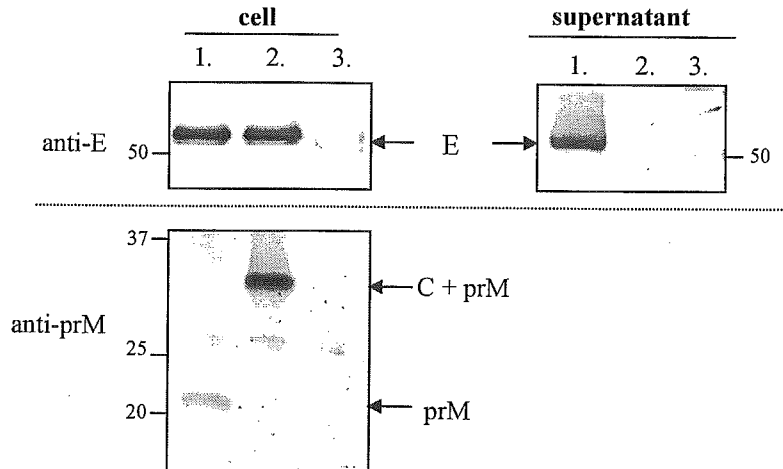 cell supernatant
1. 2. 3. 1. 2. 3.
anti-E 50 E 50
37
C + prM
anti-prM
25
20 prM